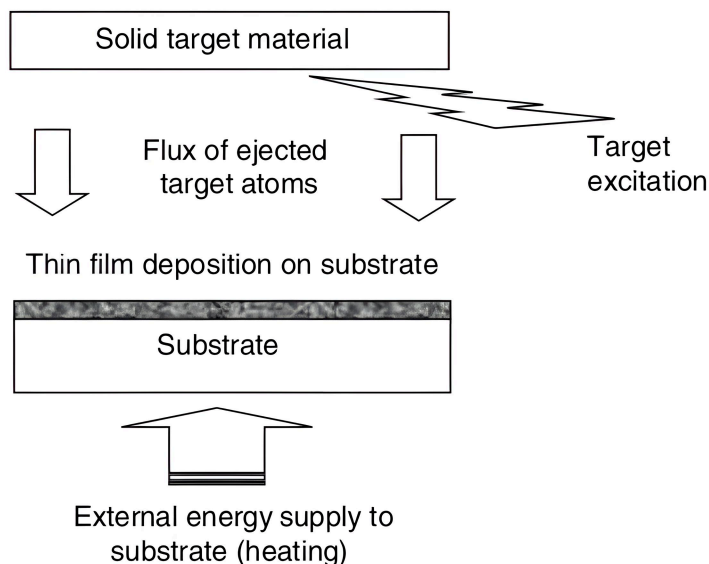 Solid target material
Flux of ejected
target atoms
Target
excitation
Thin film deposition on substrate
Substrate
External energy supply to
substrate (heating)